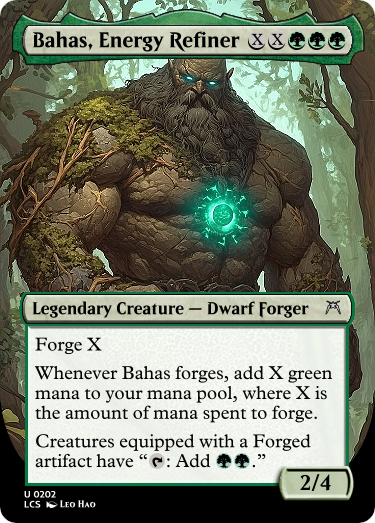 Bahas, Energy Refiner XX
Legendary Creature — Dwarf Forger
Forge X
Whenever Bahas forges, add X green
mana to your mana pool, where X is
the amount of mana spent to forge.
Creatures equipped with a Forged
artifact have “: Add .”
2/4
U 0202
LCS Leo Hao